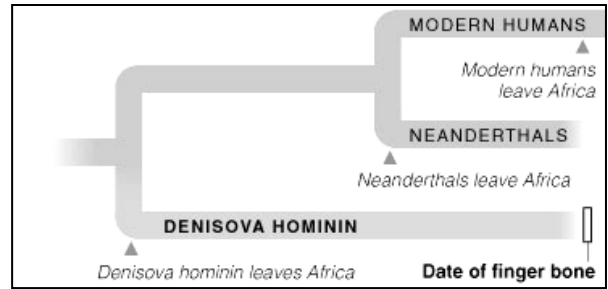 MODERN HUMANS
Modern humans
leave Africa
NEANDERTHALS
Neanderthals leave Africa
DENISOVA HOMININ
Denisova hominin leaves Africa
Date of finger bone